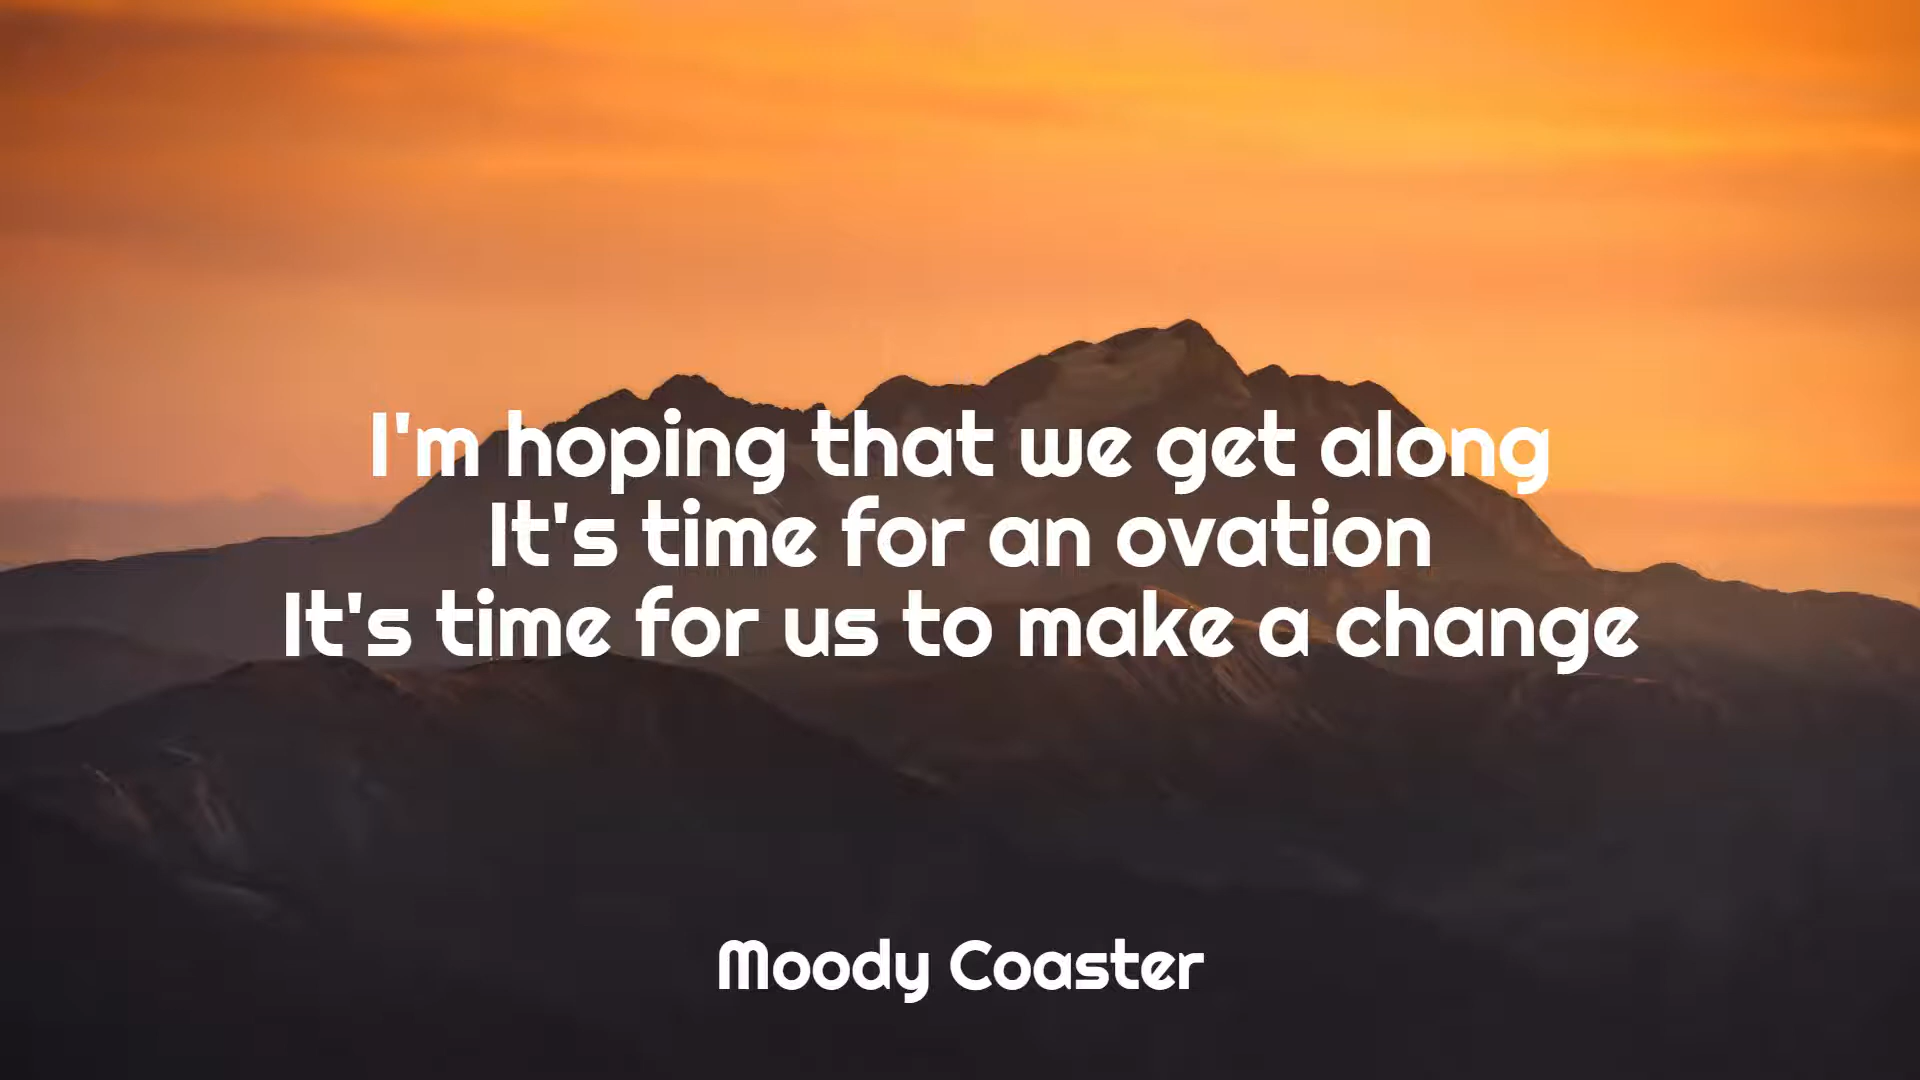 I'm hoping that we get along
It's time for an ovation
It's time for us to make a change
Moody Coaster